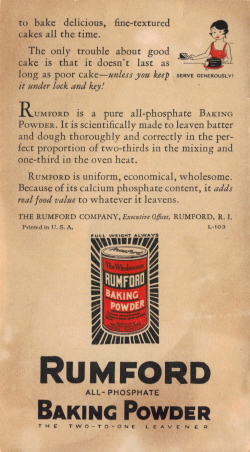 to bake delicious, fine-textured
cakes all the time.
The only trouble about good
cake is that it doesn't last as
long as poor cake—unless you keep
it under lock and key!
SERVE GENEROUSLY!
RUMFORD is a pure all-phosphate BAKING
POWDER. It is scientifically made to leaven batter
and dough thoroughly and correctly in the per-
fect proportion of two-thirds in the mixing and
one-third in the oven heat.
RUMFORD is uniform, economical, wholesome.
Because of its calcium phosphate content, it adds
real food value to whatever it leavens.
THE RUMFORD COMPANY, Executive Offices, RUMFORD, R. I.
Printed in U. S. A.
L-103
FULL WEIGHT ALWAYS
The Wholesome
RUMFORD
BAKING
POWDER
RUMFORD
ALL-PHOSPHATE
BAKING POWDER
THE TWO-TO-ONE LEAVENER